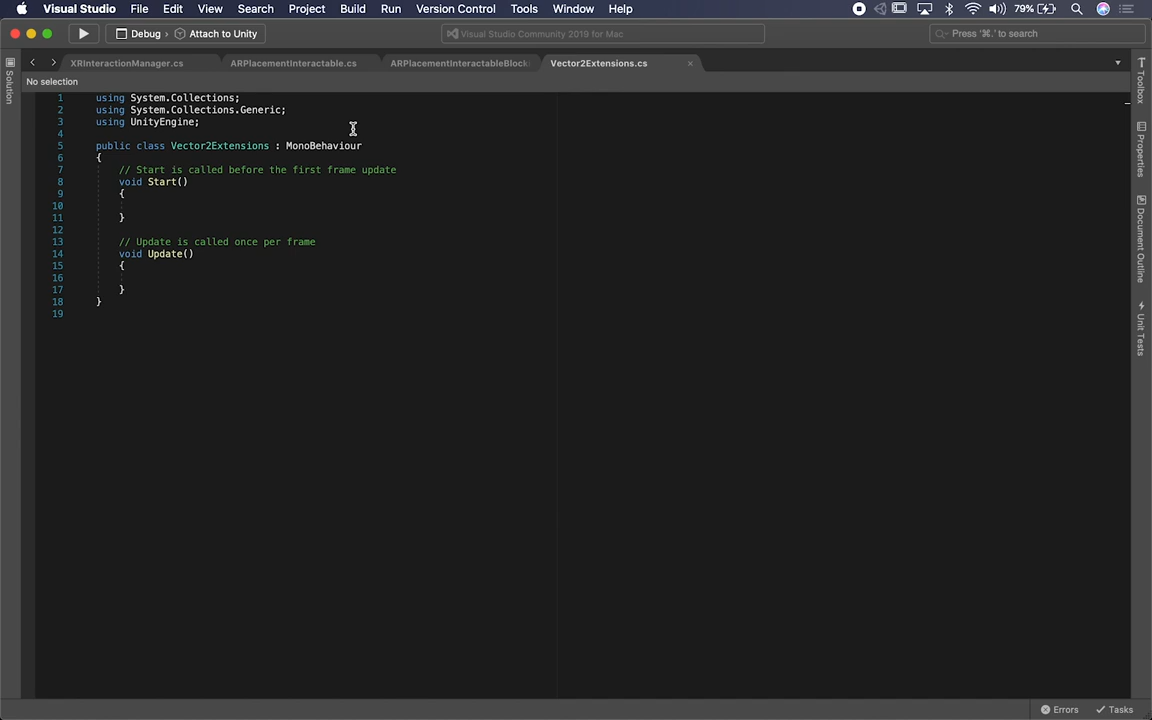 Visual Studio File Edit View Search Project Build Run Version Control Tools Window Help 79%
Debug › Attach to Unity Visual Studio Community 2019 for Mac Press '⌘.' to search
XRInteractionManager.cs ARPlacementInteractable.cs ARPlacementInteractableBlock Vector2Extensions.cs
No selection
1 using System.Collections;
2 using System.Collections.Generic;
3 using UnityEngine;
4
5 public class Vector2Extensions : MonoBehaviour
6 {
7 // Start is called before the first frame update
8 void Start()
9 {
10
11 }
12
13 // Update is called once per frame
14 void Update()
15 {
16
17 }
18 }
19
Solution
Toolbox
Properties
Document Outline
Unit Tests
Errors Tasks